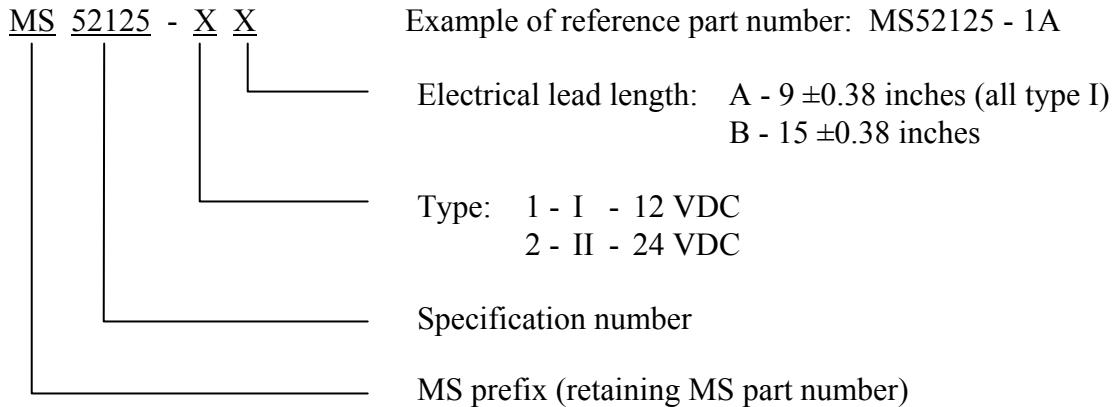 MS 52125 - X X Example of reference part number: MS52125 - 1A
Electrical lead length: A - 9 ±0.38 inches (all type I)
B - 15 ±0.38 inches
Type: 1 - I - 12 VDC
2 - II - 24 VDC
Specification number
MS prefix (retaining MS part number)